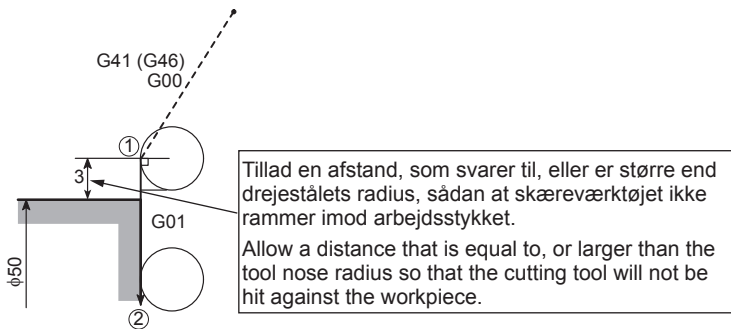 G41 (G46)
G00
①
3
Tillad en afstand, som svarer til, eller er større end
drejestålets radius, sådan at skæreværktøjet ikke
rammer imod arbejdsstykket.
Allow a distance that is equal to, or larger than the
tool nose radius so that the cutting tool will not be
hit against the workpiece.
G01
ϕ50
②